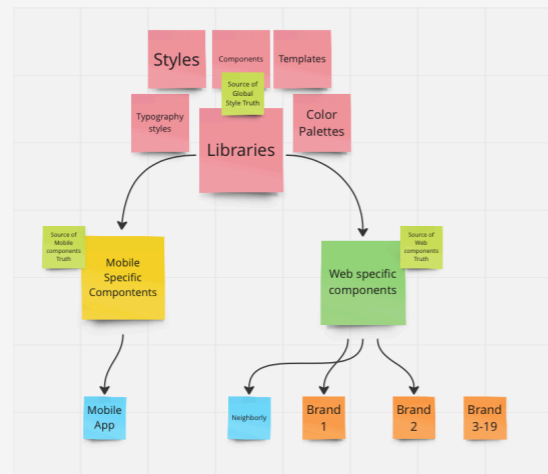 Styles
Components
Templates
Source of
Global
Style Truth
Typography
styles
Color
Palettes
Libraries
Source of
Mobile
components
Truth
Mobile
Specific
Compontents
Source of
Web
components
Truth
Web specific
components
Mobile
App
Neighborly
Brand
1
Brand
2
Brand
3-19